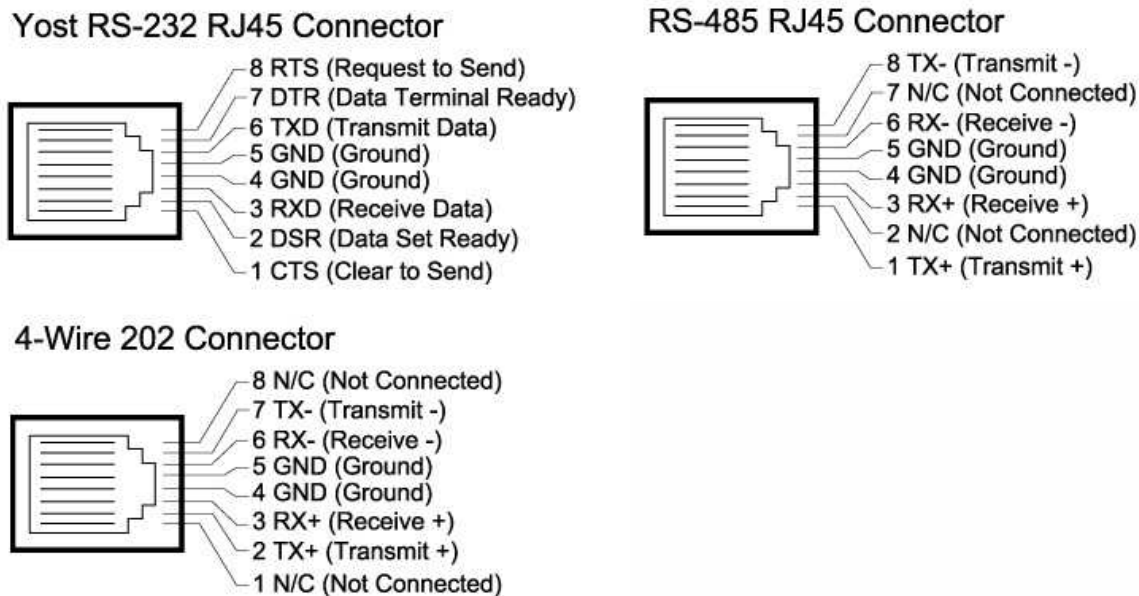 Yost RS-232 RJ45 Connector
8 RTS (Request to Send)
7 DTR (Data Terminal Ready)
6 TXD (Transmit Data)
5 GND (Ground)
4 GND (Ground)
3 RXD (Receive Data)
2 DSR (Data Set Ready)
1 CTS (Clear to Send)
RS-485 RJ45 Connector
8 TX- (Transmit -)
7 N/C (Not Connected)
6 RX- (Receive -)
5 GND (Ground)
4 GND (Ground)
3 RX+ (Receive +)
2 N/C (Not Connected)
1 TX+ (Transmit +)
4-Wire 202 Connector
8 N/C (Not Connected)
7 TX- (Transmit -)
6 RX- (Receive -)
5 GND (Ground)
4 GND (Ground)
3 RX+ (Receive +)
2 TX+ (Transmit +)
1 N/C (Not Connected)